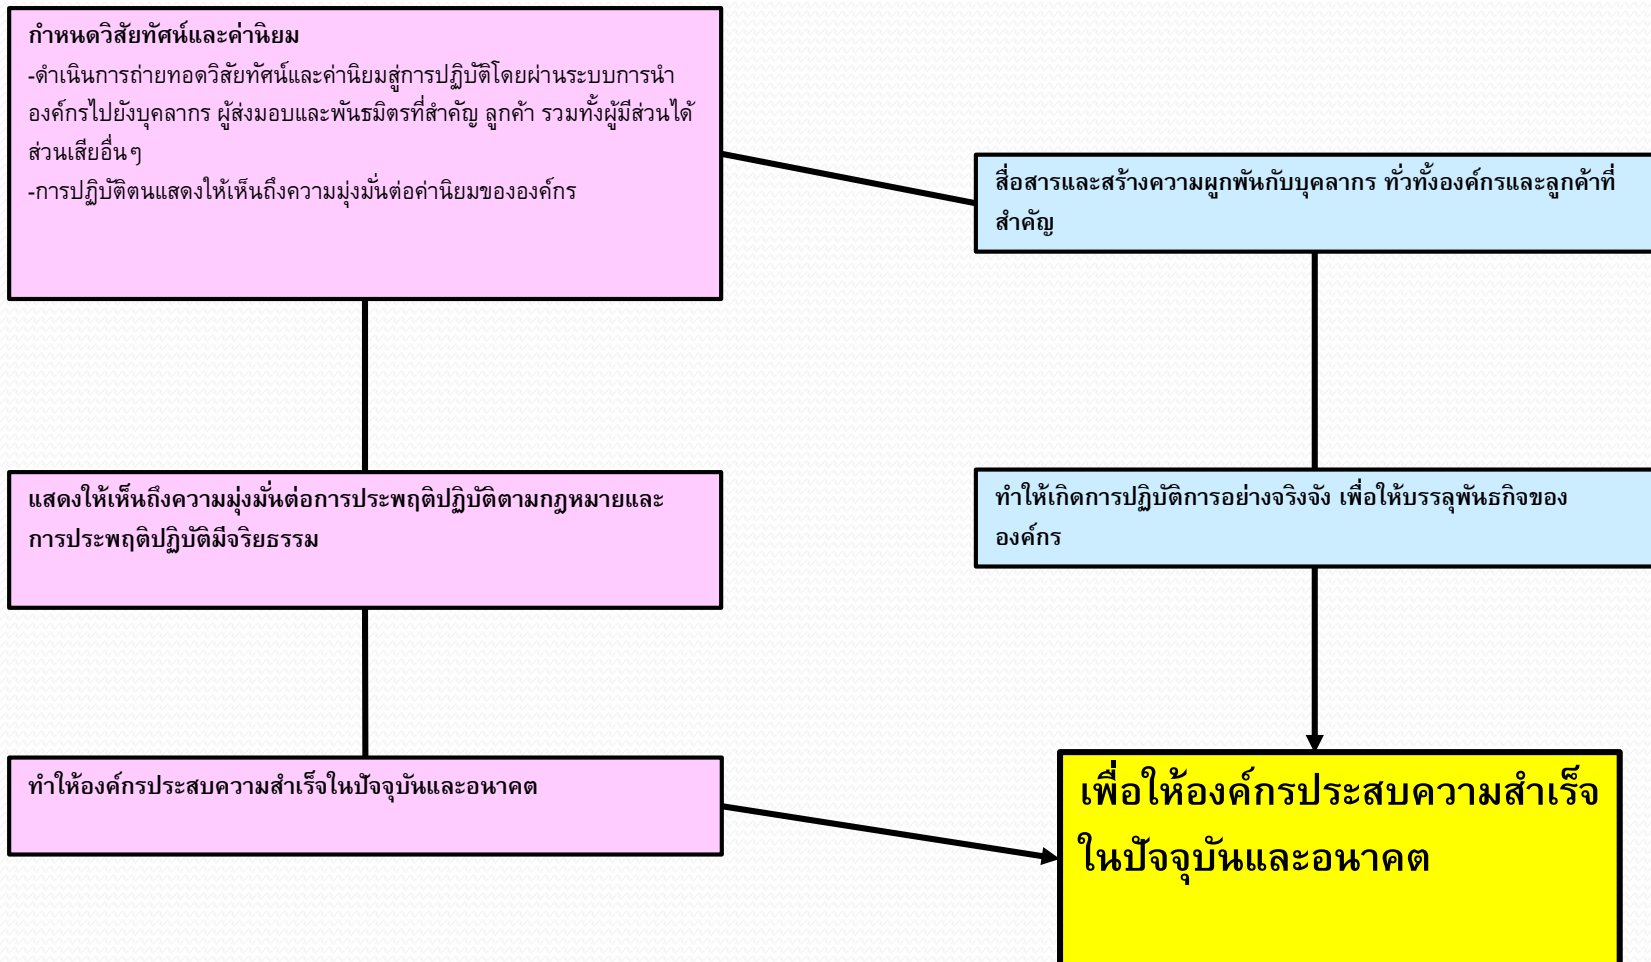 กำหนดวิสัยทัศน์และค่านิยม
-ดำเนินการถ่ายทอดวิสัยทัศน์และค่านิยมสู่การปฏิบัติโดยผ่านระบบการนำ
องค์กรไปยังบุคลากร ผู้ส่งมอบและพันธมิตรที่สำคัญ ลูกค้า รวมทั้งผู้มีส่วนได้
ส่วนเสียอื่นๆ
-การปฏิบัติตนแสดงให้เห็นถึงความมุ่งมั่นต่อค่านิยมขององค์กร
สื่อสารและสร้างความผูกพันกับบุคลากร ทั่วทั้งองค์กรและลูกค้าที่
สำคัญ
แสดงให้เห็นถึงความมุ่งมั่นต่อการประพฤติปฏิบัติตามกฎหมายและ
การประพฤติปฏิบัติมีจริยธรรม
ทำให้เกิดการปฏิบัติการอย่างจริงจัง เพื่อให้บรรลุพันธกิจของ
องค์กร
ทำให้องค์กรประสบความสำเร็จในปัจจุบันและอนาคต
เพื่อให้องค์กรประสบความสำเร็จ
ในปัจจุบันและอนาคต